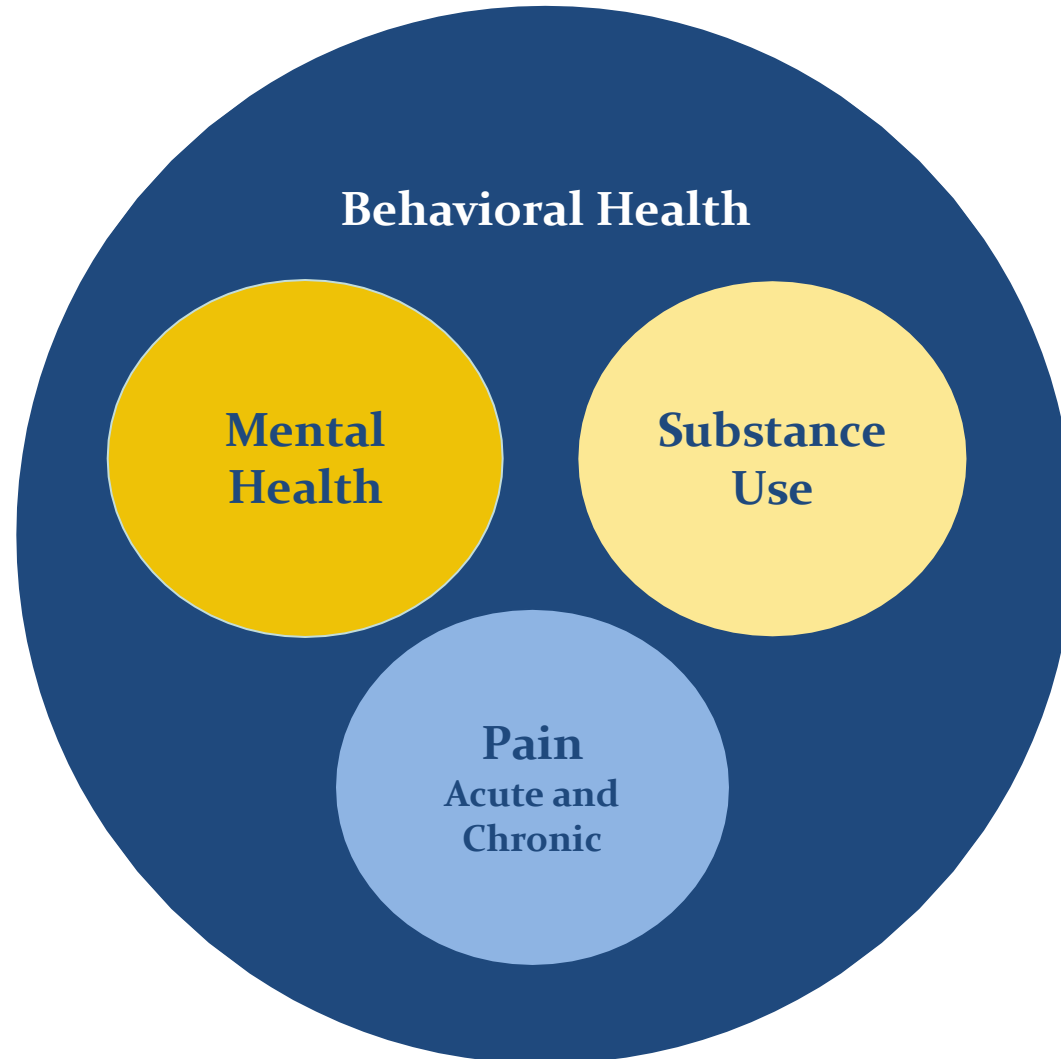 Behavioral Health
Mental
Health
Substance
Use
Pain
Acute and
Chronic